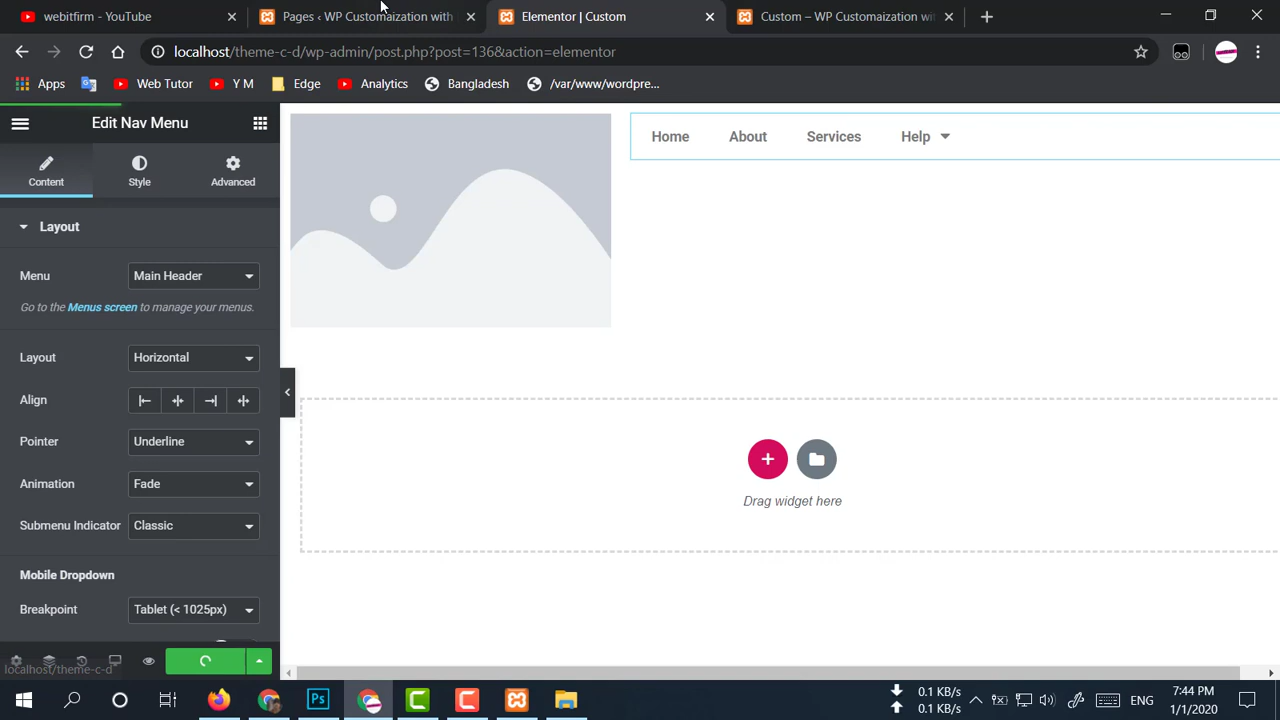 webitfirm - YouTube
Pages ‹ WP Customaization with
Elementor | Custom
Custom – WP Customaization wit
localhost/theme-c-d/wp-admin/post.php?post=136&action=elementor
Apps
Web Tutor
Y M
Edge
Analytics
Bangladesh
/var/www/wordpre...
Edit Nav Menu
Content
Style
Advanced
Layout
Menu
Main Header
Go to the Menus screen to manage your menus.
Layout
Horizontal
Align
Pointer
Underline
Animation
Fade
Submenu Indicator
Classic
Mobile Dropdown
Breakpoint
Tablet (< 1025px)
localhost/theme-c-d
Home
About
Services
Help
Drag widget here
Ps
0.1 KB/s
0.1 KB/s
ENG
7:44 PM
1/1/2020